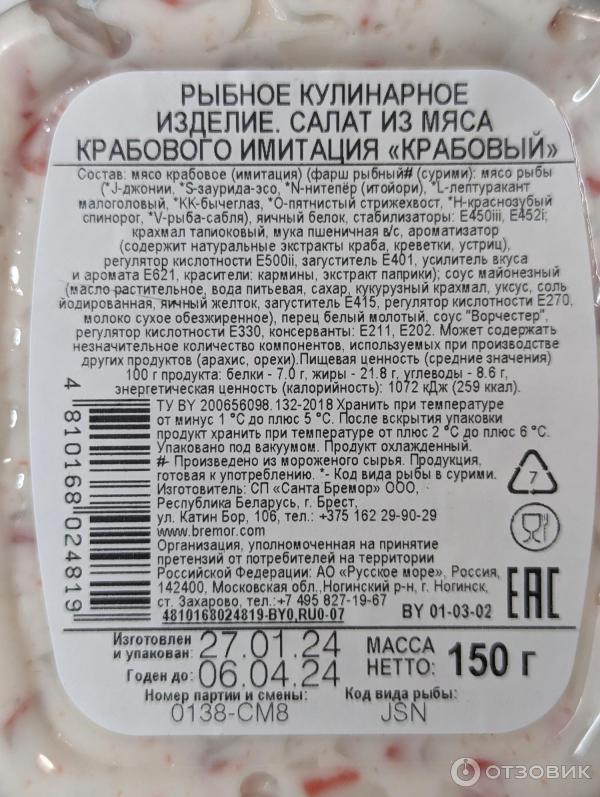 РЫБНОЕ КУЛИНАРНОЕ
ИЗДЕЛИЕ. САЛАТ ИЗ МЯСА
КРАБОВОГО ИМИТАЦИЯ «КРАБОВЫЙ»
Состав: мясо крабовое (имитация) (фарш рыбный# (сурими): мясо рыбы
(*J-джонии, *S-заурида-эсо, *N-нитепёр (итойори), *L-лептуракант
малоголовый, *KK-бычеглаз, *O-пятнистый стрижехвост, *H-краснозубый
спинорог, *V-рыба-сабля), яичный белок, стабилизаторы: E450iii, E452i;
крахмал тапиоковый, мука пшеничная в/с, ароматизатор
(содержит натуральные экстракты краба, креветки, устриц),
регулятор кислотности E500ii, загуститель E401, усилитель вкуса
и аромата E621, красители: кармины, экстракт паприки); соус майонезный
(масло растительное, вода питьевая, сахар, кукурузный крахмал, уксус, соль
йодированная, яичный желток, загуститель E415, регулятор кислотности E270,
молоко сухое обезжиренное), перец белый молотый, соус "Ворчестер",
регулятор кислотности E330, консерванты: E211, E202. Может содержать
незначительное количество компонентов, используемых при производстве
других продуктов (арахис, орехи).Пищевая ценность (средние значения)
100 г продукта: белки - 7.0 г, жиры - 21.8 г, углеводы - 8.6 г,
энергетическая ценность (калорийность): 1072 кДж (259 ккал).
ТУ BY 200656098.132-2018 Хранить при температуре
от минус 1 °С до плюс 5 °С. После вскрытия упаковки
продукт хранить при температуре от плюс 2 °С до плюс 6 °С.
Упаковано под вакуумом. Продукт охлажденный.
#- Произведено из мороженого сырья. Продукция,
готовая к употреблению. *- Код вида рыбы в сурими.
Изготовитель: СП «Санта Бремор» ООО,
Республика Беларусь, г. Брест,
ул. Катин Бор, 106, тел.: +375 162 29-90-29
www.bremor.com
Организация, уполномоченная на принятие
претензий от потребителей на территории
Российской Федерации: АО «Русское море», Россия,
142400, Московская обл.,Ногинский р-н, г. Ногинск,
ст. Захарово, тел.:+7 495 827-19-67
4810168024819-BY0,RU0-07
BY 01-03-02
4 810168 024819
7
EAC
Изготовлен
и упакован: 27.01.24
Годен до: 06.04.24
МАССА
НЕТТО: 150 г
Номер партии и смены:
0138-СМ8
Код вида рыбы:
JSN
ОТЗОВИК